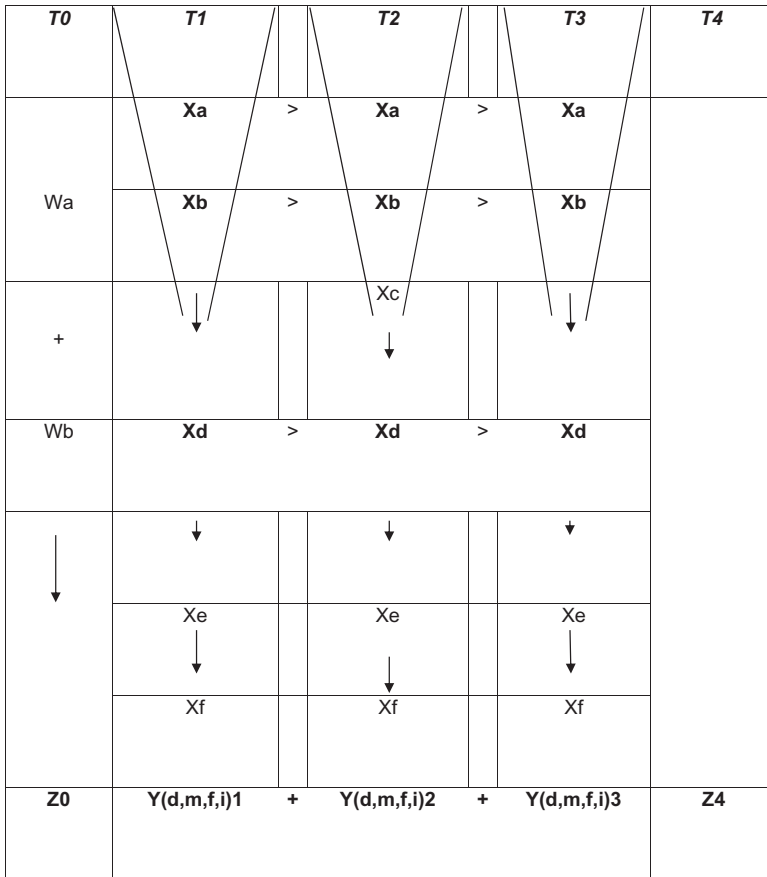 T0 T1 T2 T3 T4
Xa > Xa > Xa
Wa Xb > Xb > Xb
Xc
+
Wb Xd > Xd > Xd
Xe Xe Xe
Xf Xf Xf
Z0 Y(d,m,f,i)1 + Y(d,m,f,i)2 + Y(d,m,f,i)3 Z4